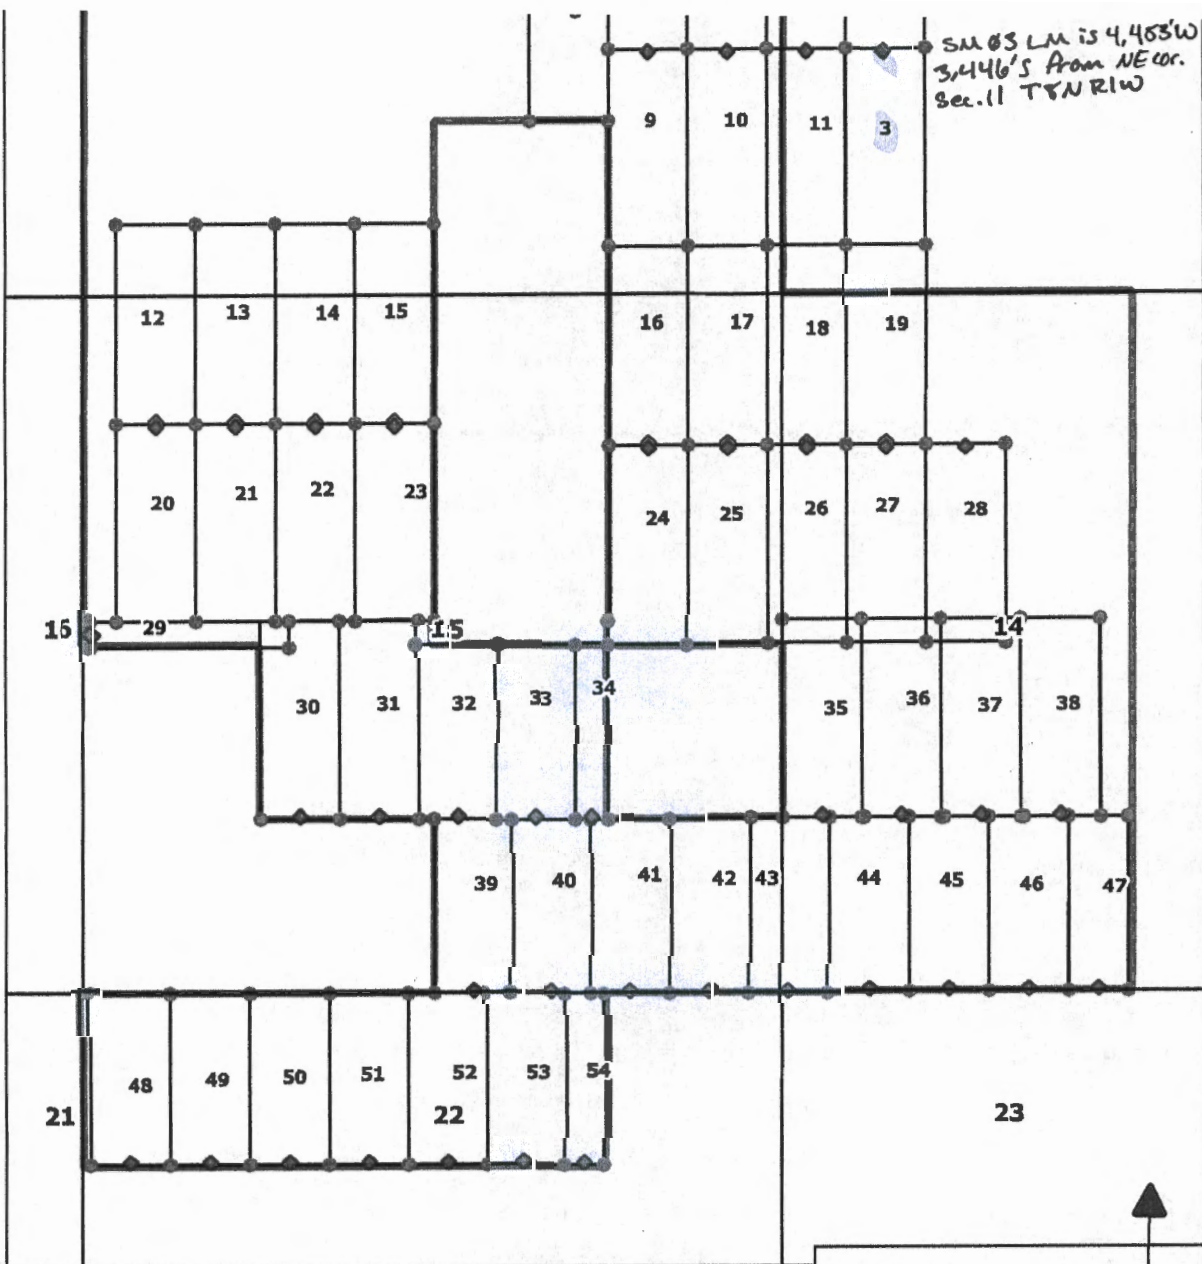 SM 03 LM is 4,483'W
3,446'S from NE cor.
Sec. 11 T8N R1W
9 10 11 3
12 13 14 15 16 17 18 19
20 21 22 23 24 25 26 27 28
15 29 15 14
30 31 32 33 34 35 36 37 38
39 40 41 42 43 44 45 46 47
48 49 50 51 52 53 54
21 22 23